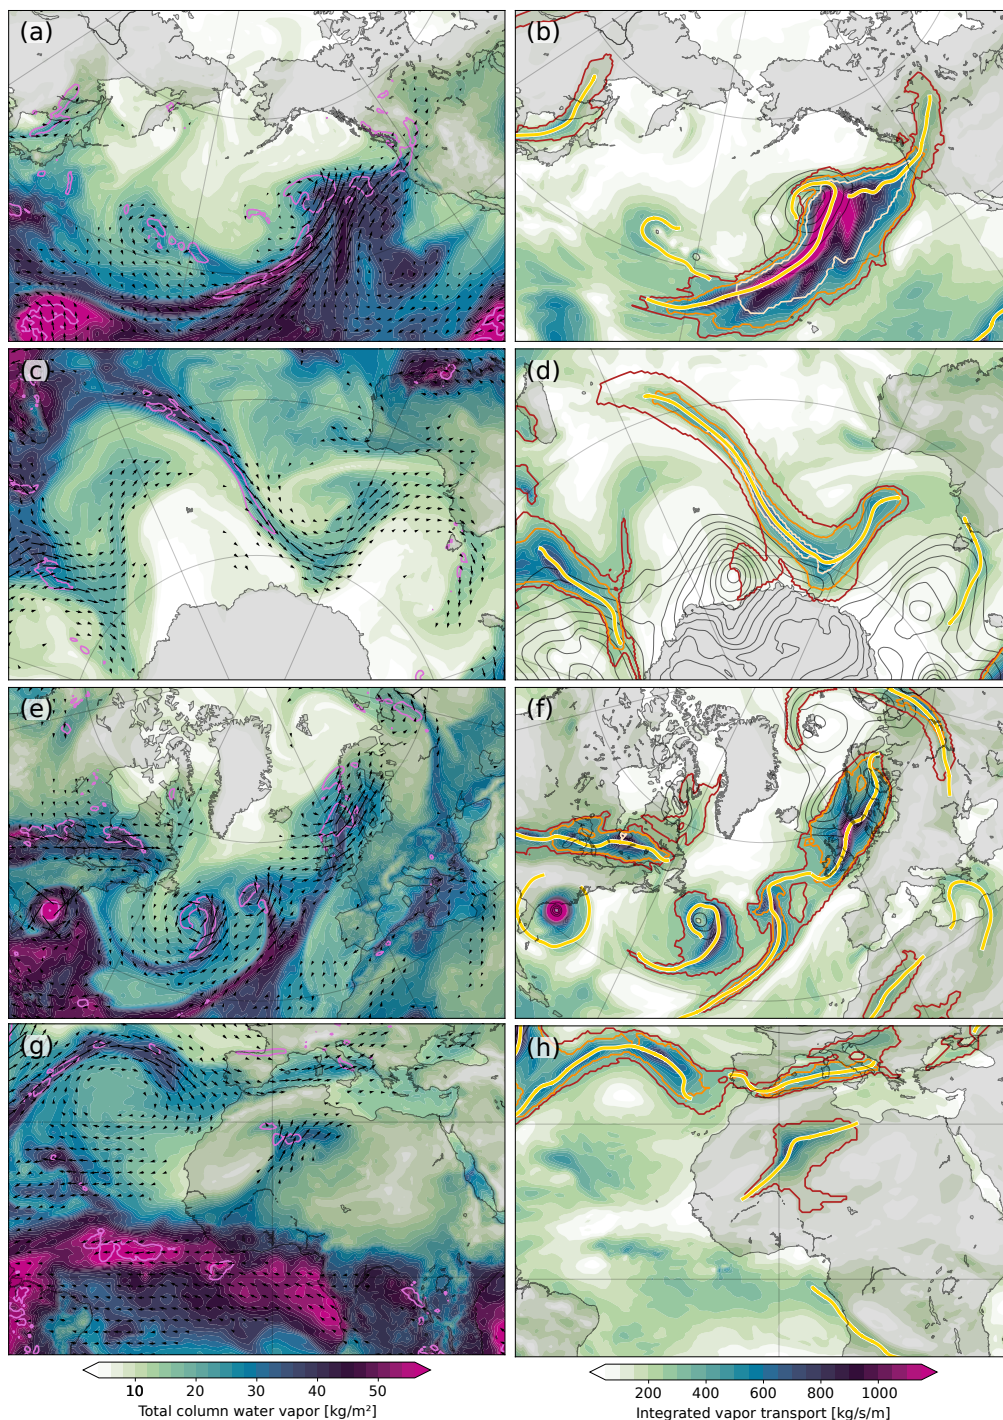 (a)
(b)
(c)
(d)
(e)
(f)
(g)
(h)
10 20 30 40 50
Total column water vapor [kg/m²]
200 400 600 800 1000
Integrated vapor transport [kg/s/m]